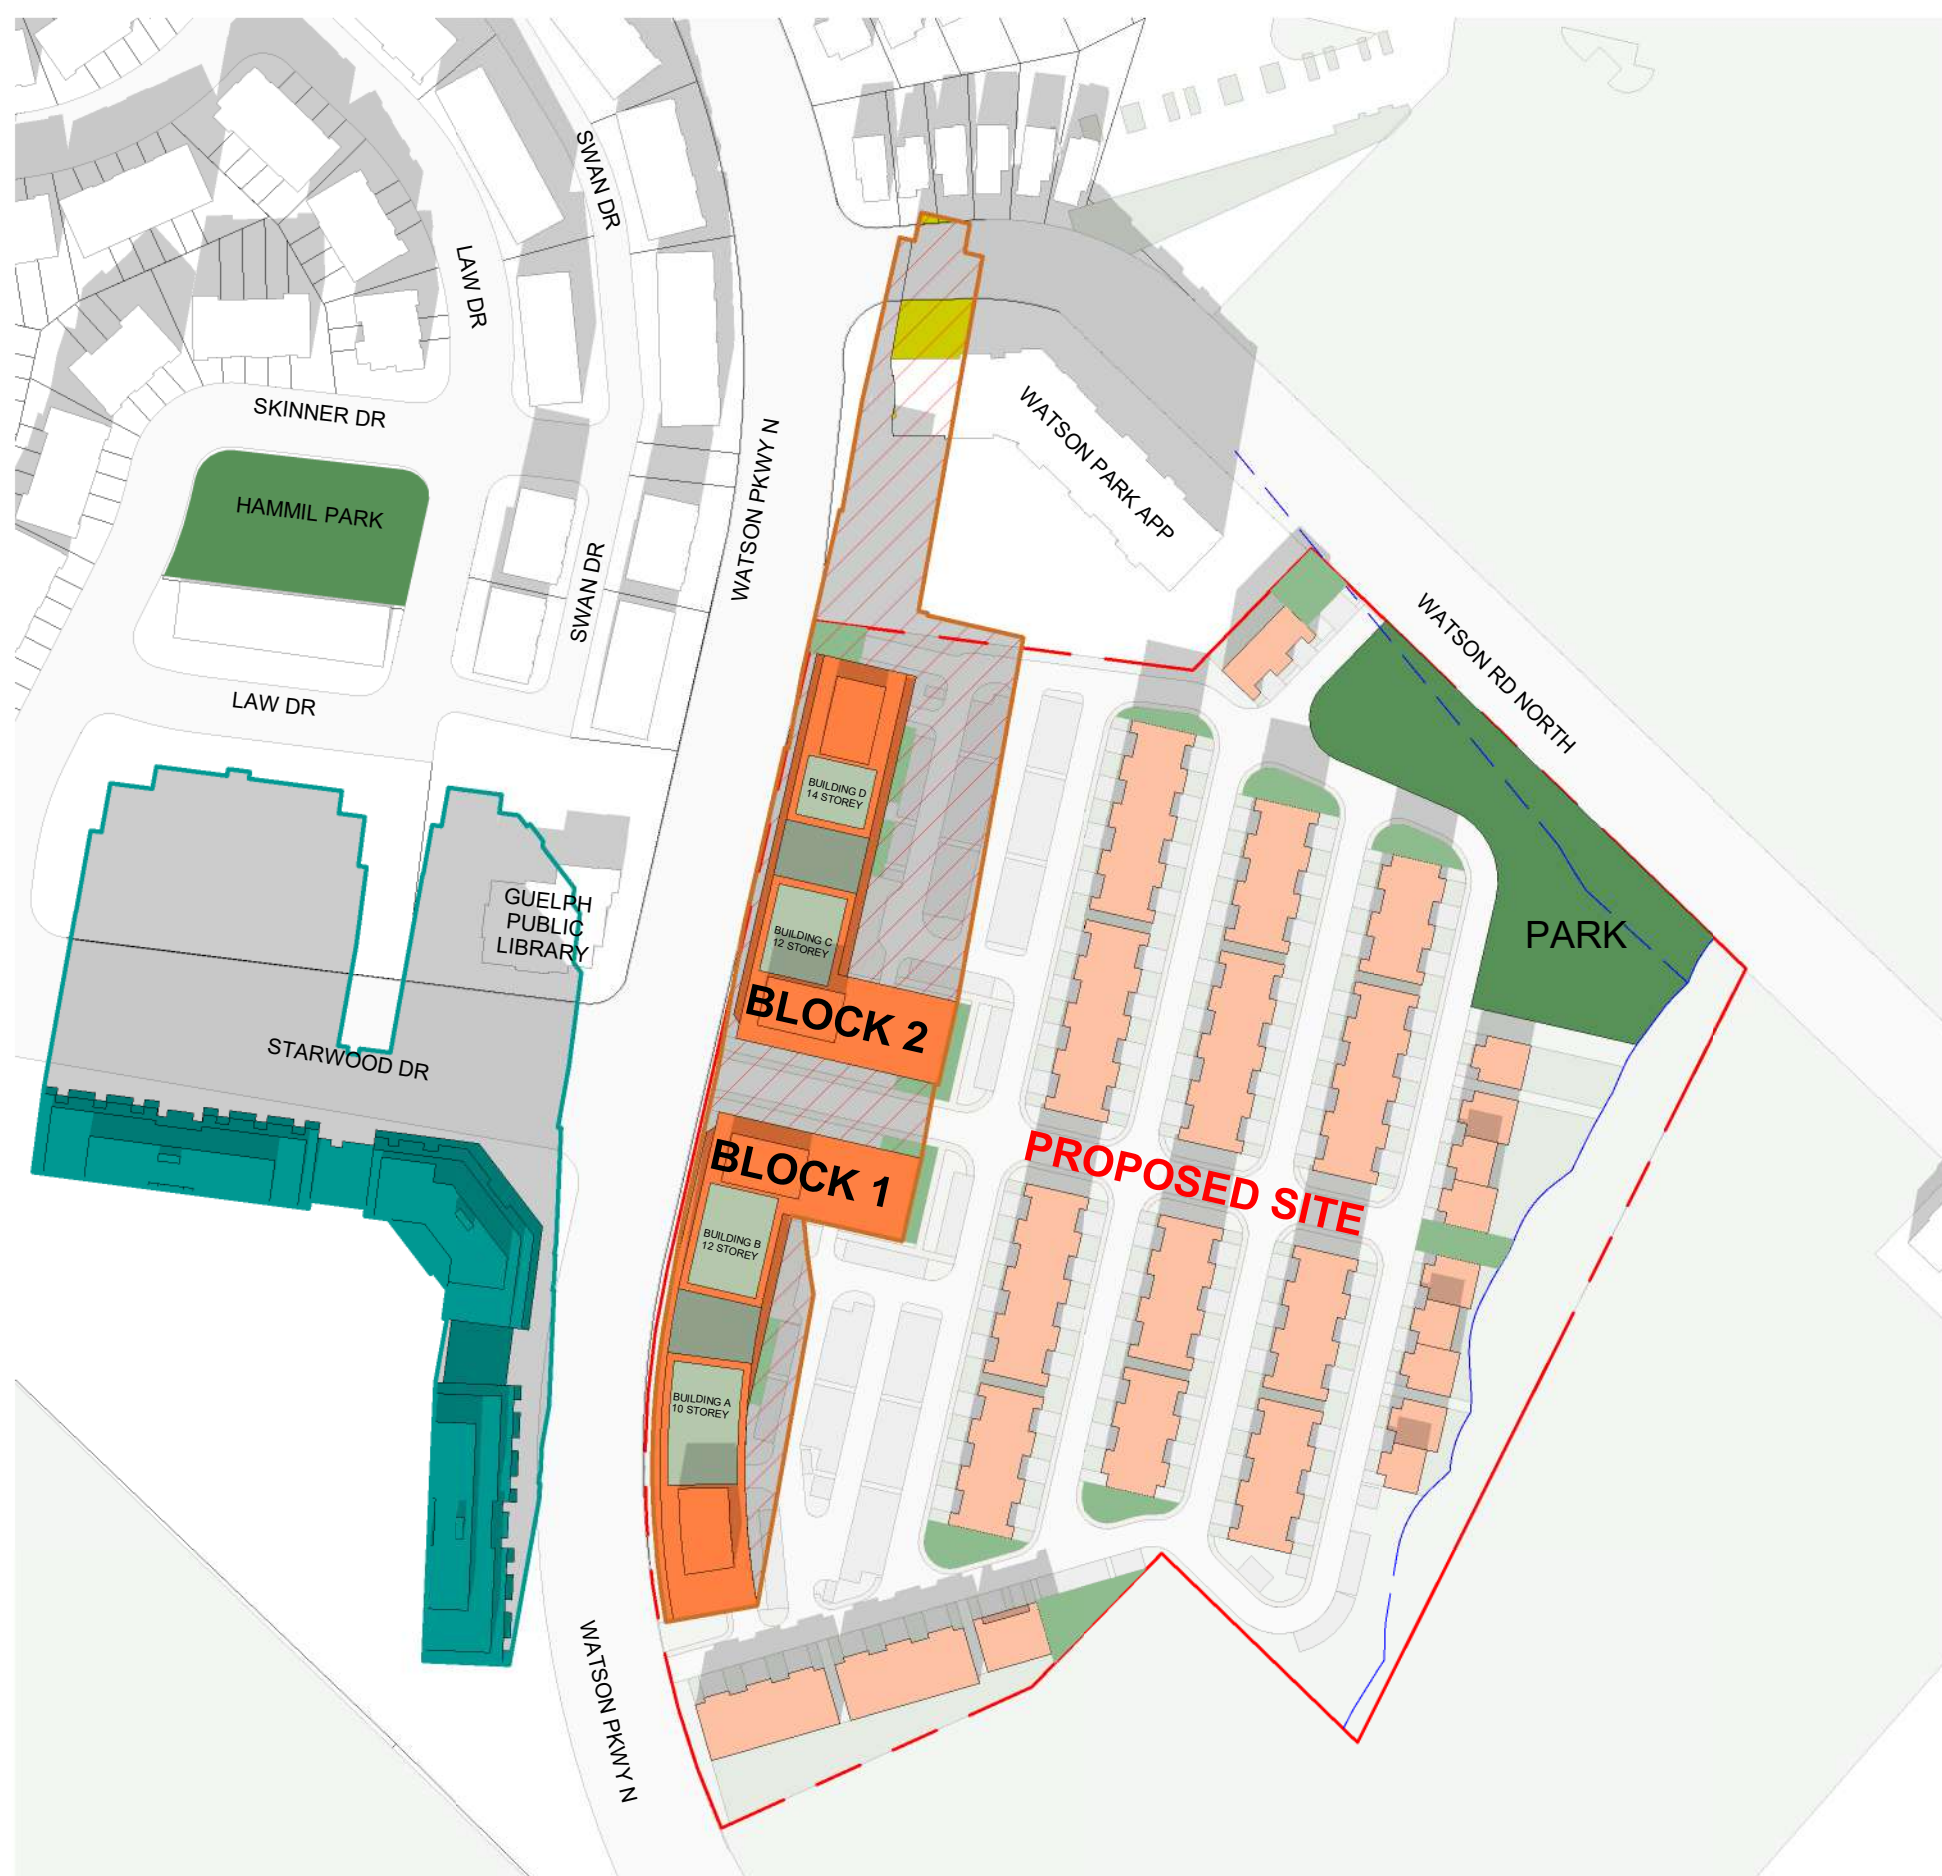 SWAN DR
LAW DR
SKINNER DR
HAMMIL PARK
WATSON PKWY N
WATSON PARK APP
SWAN DR
WATSON RD NORTH
LAW DR
BUILDING D
14 STOREY
GUELPH
PUBLIC
LIBRARY
BUILDING C
12 STOREY
PARK
BLOCK 2
STARWOOD DR
BLOCK 1
PROPOSED SITE
BUILDING B
12 STOREY
BUILDING A
10 STOREY
WATSON PKWY N